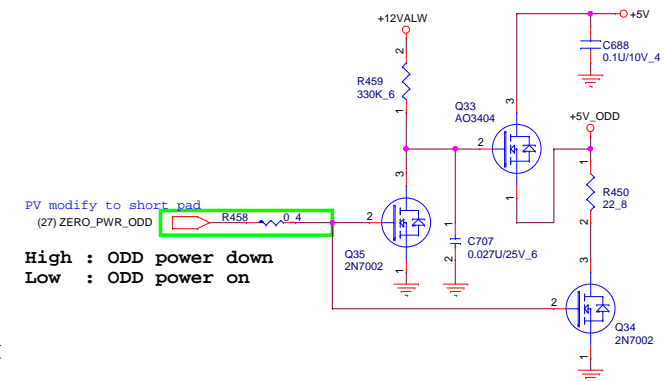 +12VALW
+5V
2
C688
0.1U/10V_4
R459
330K_6
1
Q33
AO3404
3
2
1
+5V_ODD
1
R450
22_8
2
PV modify to short pad
(27) ZERO_PWR_ODD
R458
0_4
3
2
1
Q35
2N7002
1
2
C707
0.027U/25V_6
High : ODD power down
Low : ODD power on
3
2
1
Q34
2N7002